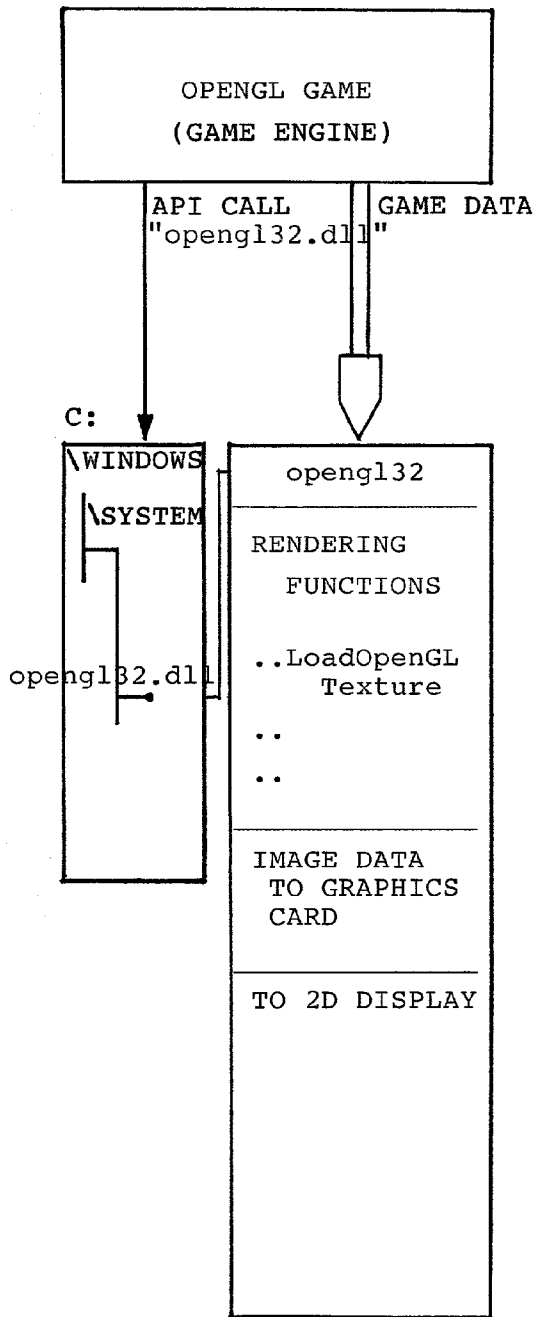 OPENGL GAME
(GAME ENGINE)
API CALL
"opengl32.dll"
GAME DATA
C:
\WINDOWS
\SYSTEM
opengl32.dll
opengl32
RENDERING
FUNCTIONS
..LoadOpenGL
Texture
..
..
IMAGE DATA
TO GRAPHICS
CARD
TO 2D DISPLAY